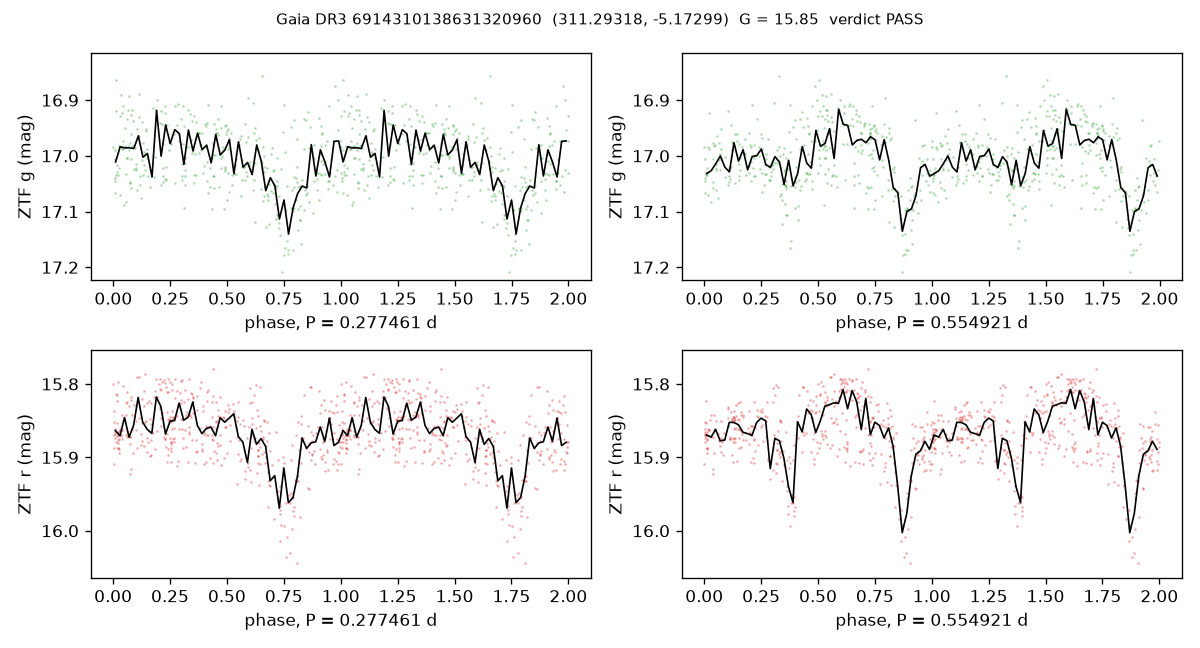 Gaia DR3 6914310138631320960  (311.29318, -5.17299)  G = 15.85  verdict PASS
ZTF g (mag)
16.9
17.0
17.1
17.2
0.00 0.25 0.50 0.75 1.00 1.25 1.50 1.75 2.00
phase, P = 0.277461 d
ZTF g (mag)
16.9
17.0
17.1
17.2
0.00 0.25 0.50 0.75 1.00 1.25 1.50 1.75 2.00
phase, P = 0.554921 d
ZTF r (mag)
15.8
15.9
16.0
0.00 0.25 0.50 0.75 1.00 1.25 1.50 1.75 2.00
phase, P = 0.277461 d
ZTF r (mag)
15.8
15.9
16.0
0.00 0.25 0.50 0.75 1.00 1.25 1.50 1.75 2.00
phase, P = 0.554921 d